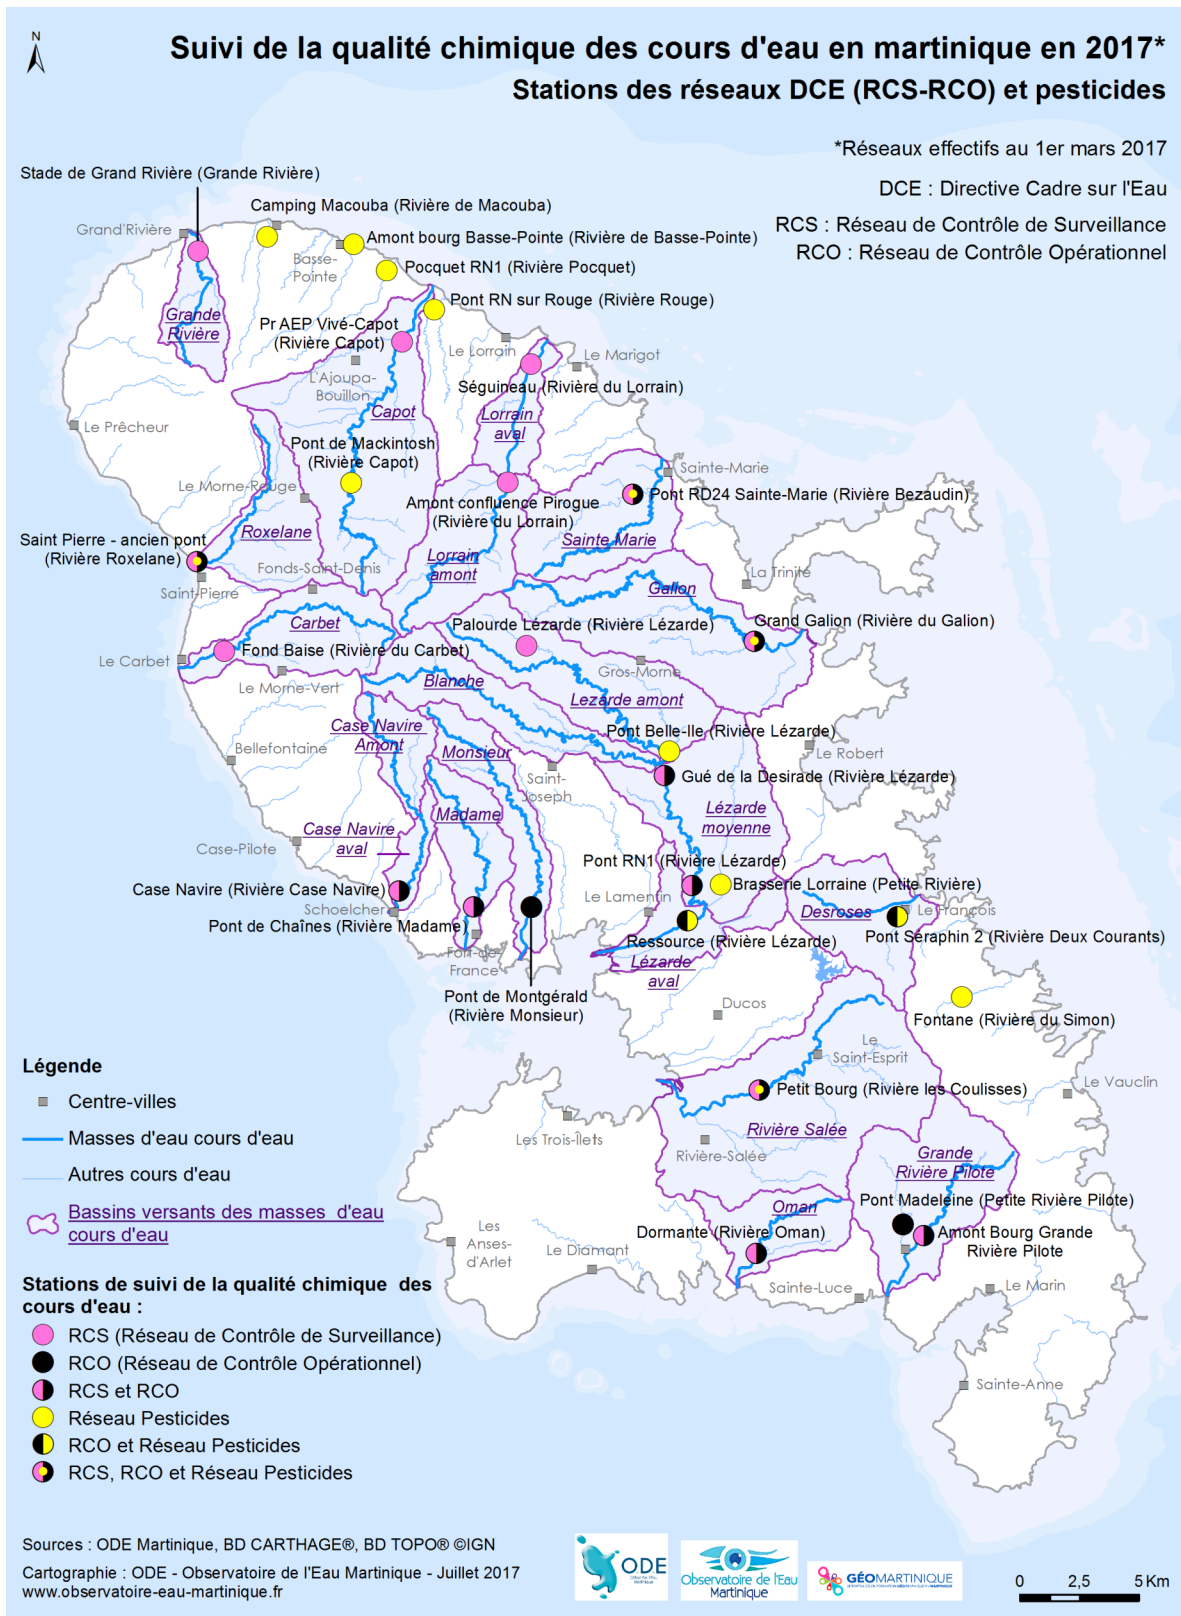 N
Suivi de la qualité chimique des cours d'eau en martinique en 2017*
Stations des réseaux DCE (RCS-RCO) et pesticides
*Réseaux effectifs au 1er mars 2017
DCE : Directive Cadre sur l'Eau
RCS : Réseau de Contrôle de Surveillance
RCO : Réseau de Contrôle Opérationnel
Stade de Grand Rivière (Grande Rivière)
Camping Macouba (Rivière de Macouba)
Grand'Rivière
Amont bourg Basse-Pointe (Rivière de Basse-Pointe)
Basse-
Pointe
Pocquet RN1 (Rivière Pocquet)
Pont RN sur Rouge (Rivière Rouge)
Grande
Rivière
Pr AEP Vivé-Capot
(Rivière Capot)
Le Lorrain
Le Marigot
L'Ajoupa-
Bouillon
Séguineau (Rivière du Lorrain)
Capot
Lorrain
aval
Le Prêcheur
Pont de Mackintosh
(Rivière Capot)
Sainte-Marie
Le Morne-Rouge
Amont confluence Pirogue
(Rivière du Lorrain)
Pont RD24 Sainte-Marie (Rivière Bezaudin)
Saint Pierre - ancien pont
(Rivière Roxelane)
Roxelane
Sainte Marie
Fonds-Saint-Denis
Lorrain
amont
La Trinité
Saint-Pierre
Galion
Carbet
Palourde Lézarde (Rivière Lézarde)
Grand Galion (Rivière du Galion)
Le Carbet
Fond Baise (Rivière du Carbet)
Gros-Morne
Le Morne-Vert
Blanche
Lezarde amont
Case Navire
Amont
Pont Belle-Ile (Rivière Lézarde)
Bellefontaine
Monsieur
Le Robert
Saint-
Joseph
Gué de la Desirade (Rivière Lézarde)
Madame
Lézarde
moyenne
Case Navire
aval
Case-Pilote
Pont RN1 (Rivière Lézarde)
Case Navire (Rivière Case Navire)
Brasserie Lorraine (Petite Rivière)
Le Lamentin
Schoelcher
Desroses
Le François
Pont de Chaînes (Rivière Madame)
Ressource (Rivière Lézarde)
Pont Séraphin 2 (Rivière Deux Courants)
Fort-de-
France
Lézarde
aval
Pont de Montgérald
(Rivière Monsieur)
Ducos
Fontane (Rivière du Simon)
Le
Saint-Esprit
Le Vauclin
Petit Bourg (Rivière les Coulisses)
Les Trois-îlets
Rivière Salée
Rivière-Salée
Grande
Rivière Pilote
Pont Madeleine (Petite Rivière Pilote)
Oman
Dormante (Rivière Oman)
Amont Bourg Grande
Rivière Pilote
Les
Anses-
d'Arlet
Le Diamant
Sainte-Luce
Le Marin
Sainte-Anne
Légende
Centre-villes
Masses d'eau cours d'eau
Autres cours d'eau
Bassins versants des masses d'eau
cours d'eau
Stations de suivi de la qualité chimique des
cours d'eau :
RCS (Réseau de Contrôle de Surveillance)
RCO (Réseau de Contrôle Opérationnel)
RCS et RCO
Réseau Pesticides
RCO et Réseau Pesticides
RCS, RCO et Réseau Pesticides
Sources : ODE Martinique, BD CARTHAGE®, BD TOPO® ©IGN
Cartographie : ODE - Observatoire de l'Eau Martinique - Juillet 2017
www.observatoire-eau-martinique.fr
ODE
Observatoire de l'Eau
Martinique
GÉOMARTINIQUE
0 2,5 5 Km